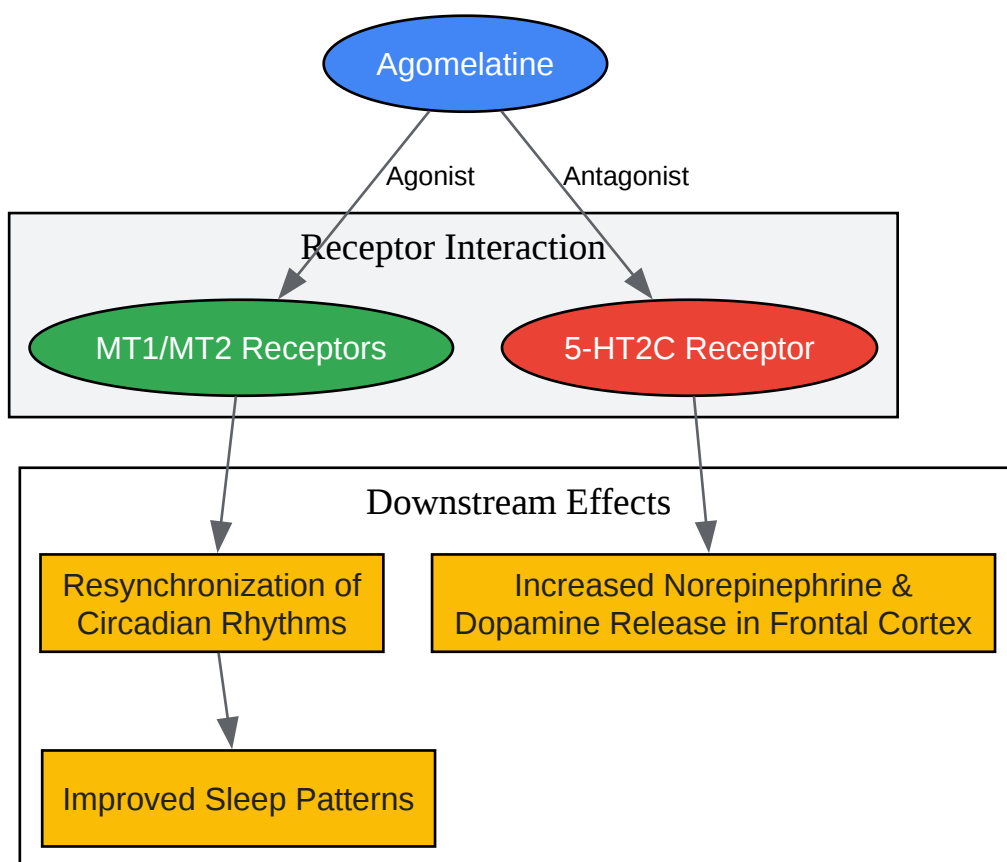 Agomelatine
Agonist
Antagonist
Receptor Interaction
MT1/MT2 Receptors
5-HT2C Receptor
Downstream Effects
Resynchronization of
Circadian Rhythms
Increased Norepinephrine &
Dopamine Release in Frontal Cortex
Improved Sleep Patterns